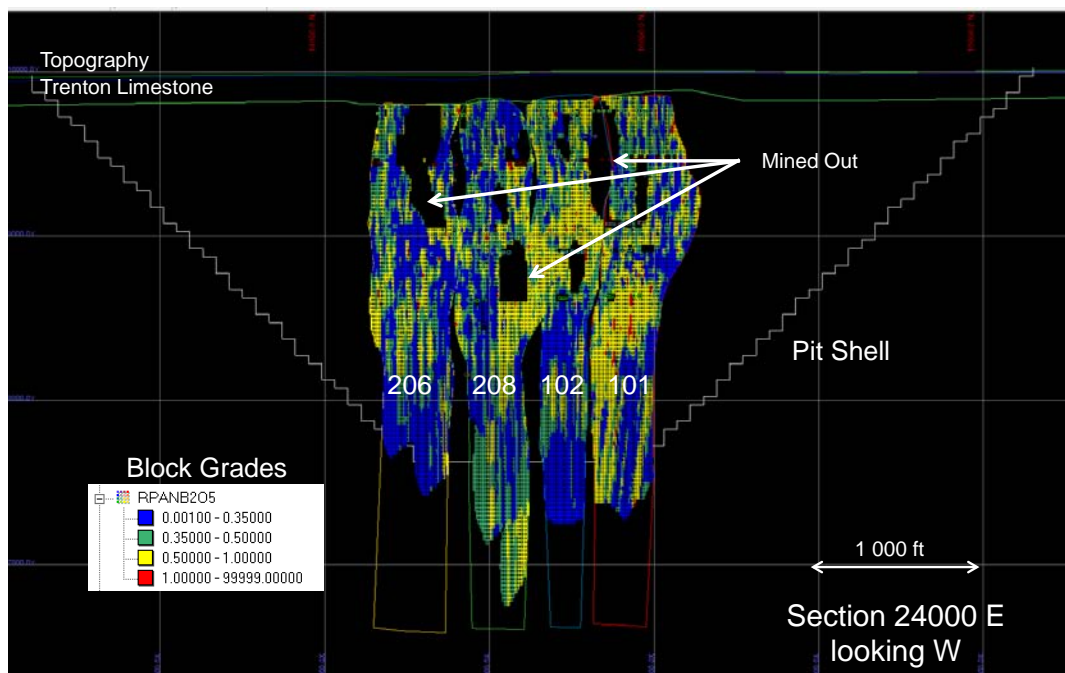 Topography
Trenton Limestone
Mined Out
Pit Shell
206
208
102
101
Block Grades
RPANB2O5
0.00100 - 0.35000
0.35000 - 0.50000
0.50000 - 1.00000
1.00000 - 99999.00000
1 000 ft
Section 24000 E
looking W